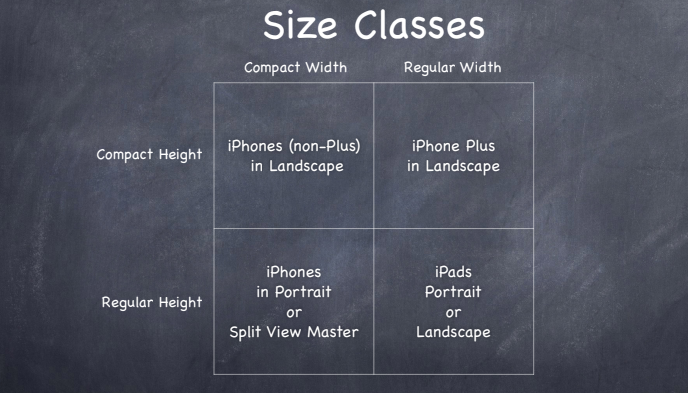 Size Classes
Compact Width
Regular Width
Compact Height
iPhones (non-Plus)
in Landscape
iPhone Plus
in Landscape
Regular Height
iPhones
in Portrait
or
Split View Master
iPads
Portrait
or
Landscape